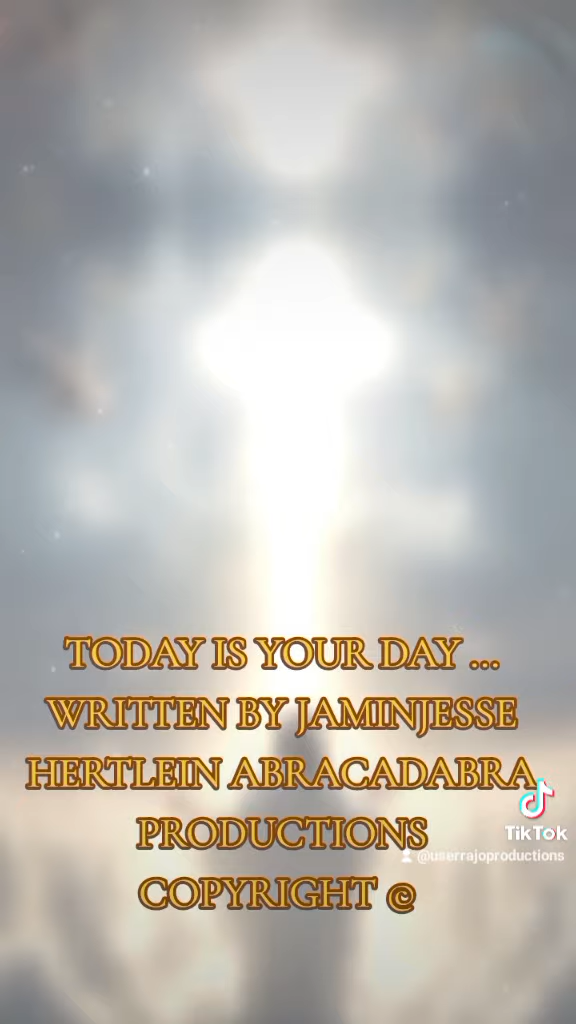 TODAY IS YOUR DAY ...
WRITTEN BY JAMINJESSE
HERTLEIN ABRACADABRA
PRODUCTIONS
COPYRIGHT ©
TikTok
@userrajoproductions